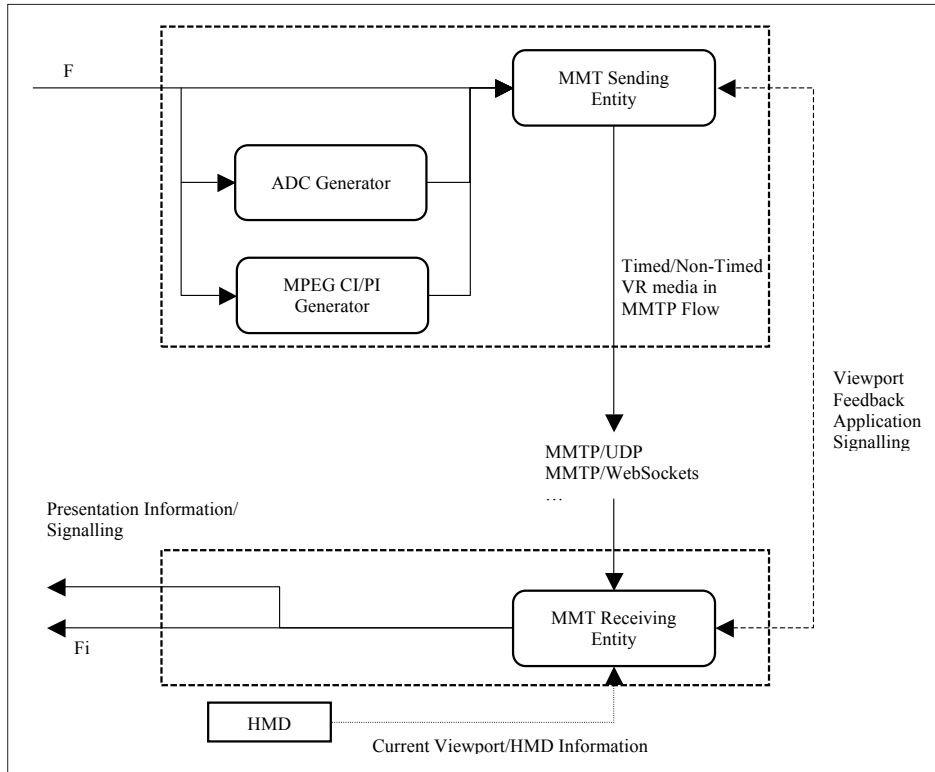 F
MMT Sending
Entity
ADC Generator
MPEG CI/PI
Generator
Timed/Non-Timed
VR media in
MMTP Flow
Viewport
Feedback
Application
Signalling
MMTP/UDP
MMTP/WebSockets
…
Presentation Information/
Signalling
MMT Receiving
Entity
Fi
HMD
Current Viewport/HMD Information